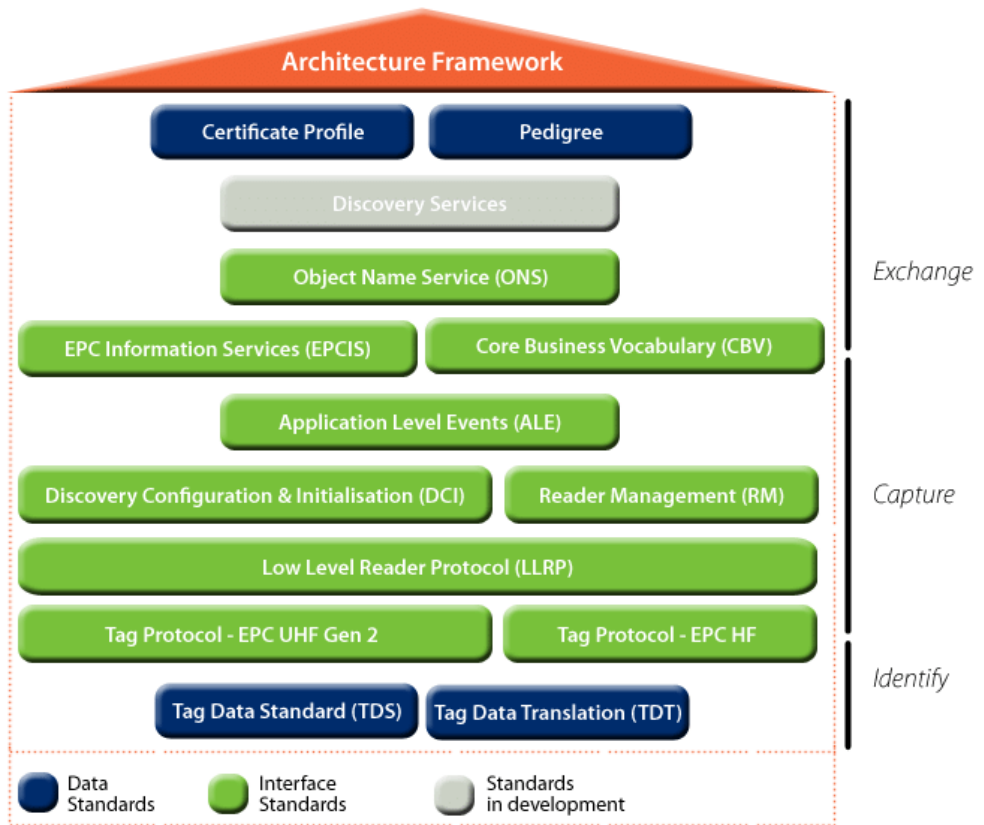 Architecture Framework
Certificate Profile
Pedigree
Discovery Services
Object Name Service (ONS)
Exchange
EPC Information Services (EPCIS)
Core Business Vocabulary (CBV)
Application Level Events (ALE)
Discovery Configuration & Initialisation (DCI)
Reader Management (RM)
Capture
Low Level Reader Protocol (LLRP)
Tag Protocol - EPC UHF Gen 2
Tag Protocol - EPC HF
Identify
Tag Data Standard (TDS)
Tag Data Translation (TDT)
Data
Standards
Interface
Standards
Standards
in development